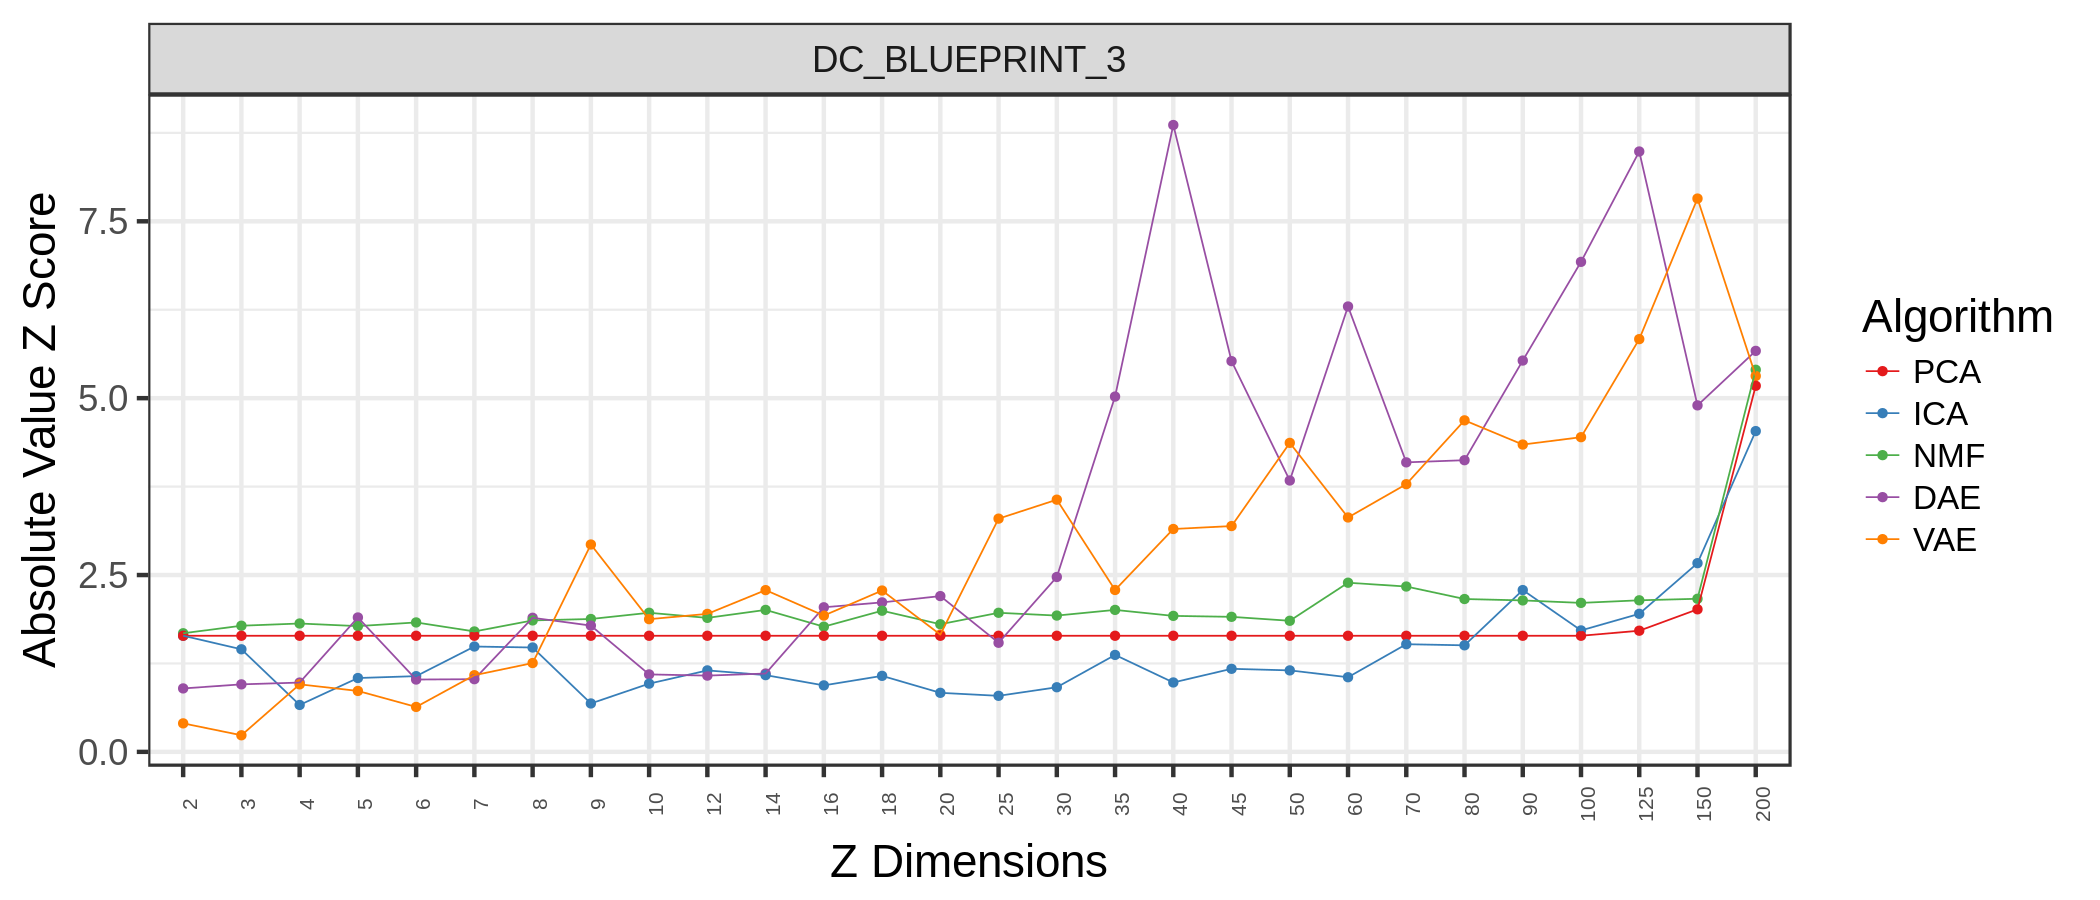 DC_BLUEPRINT_3
Absolute Value Z Score
7.5
5.0
2.5
0.0
2 3 4 5 6 7 8 9 10 12 14 16 18 20 25 30 35 40 45 50 60 70 80 90 100 125 150 200
Z Dimensions
Algorithm
PCA
ICA
NMF
DAE
VAE